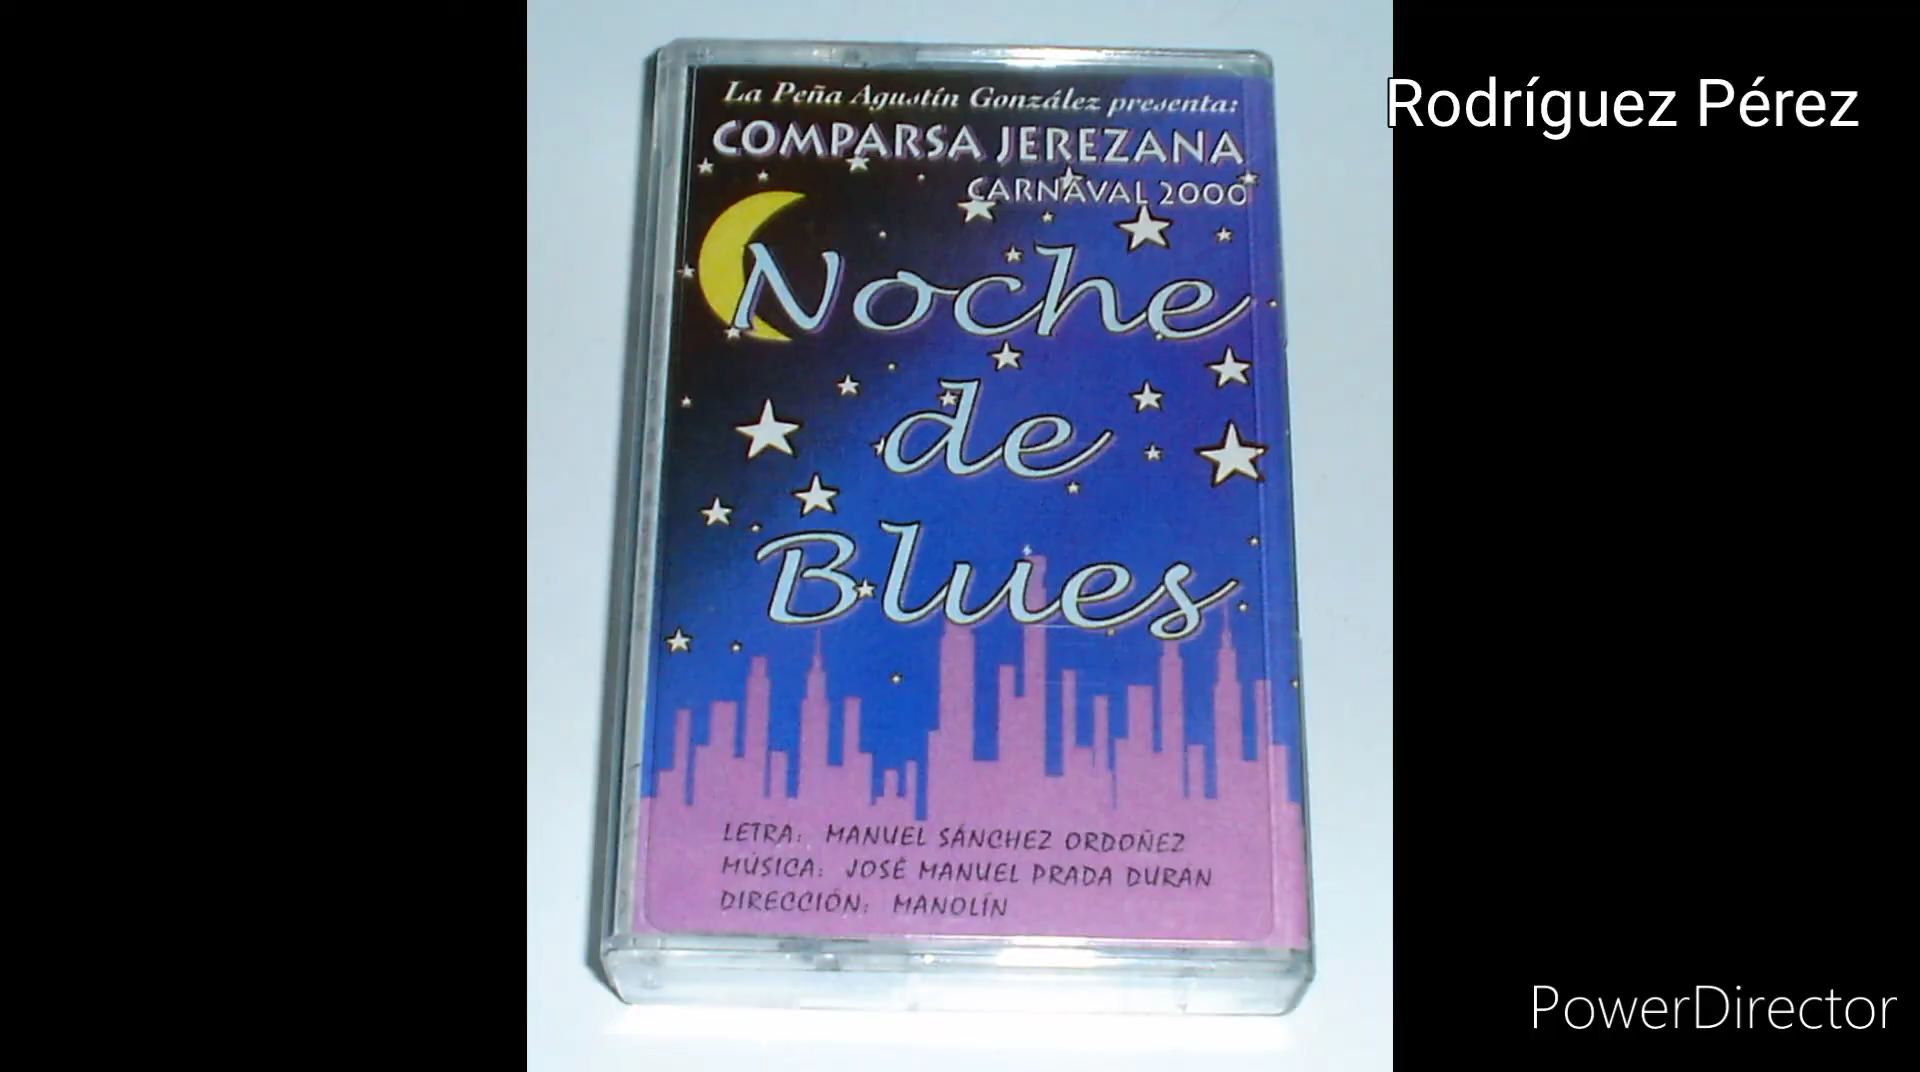 La Peña Agustín González presenta:
COMPARSA JEREZANA
CARNAVAL 2000
Noche
de
Blues
LETRA: MANUEL SÁNCHEZ ORDOÑEZ
MÚSICA: JOSÉ MANUEL PRADA DURÁN
DIRECCIÓN: MANOLÍN
Rodríguez Pérez
PowerDirector